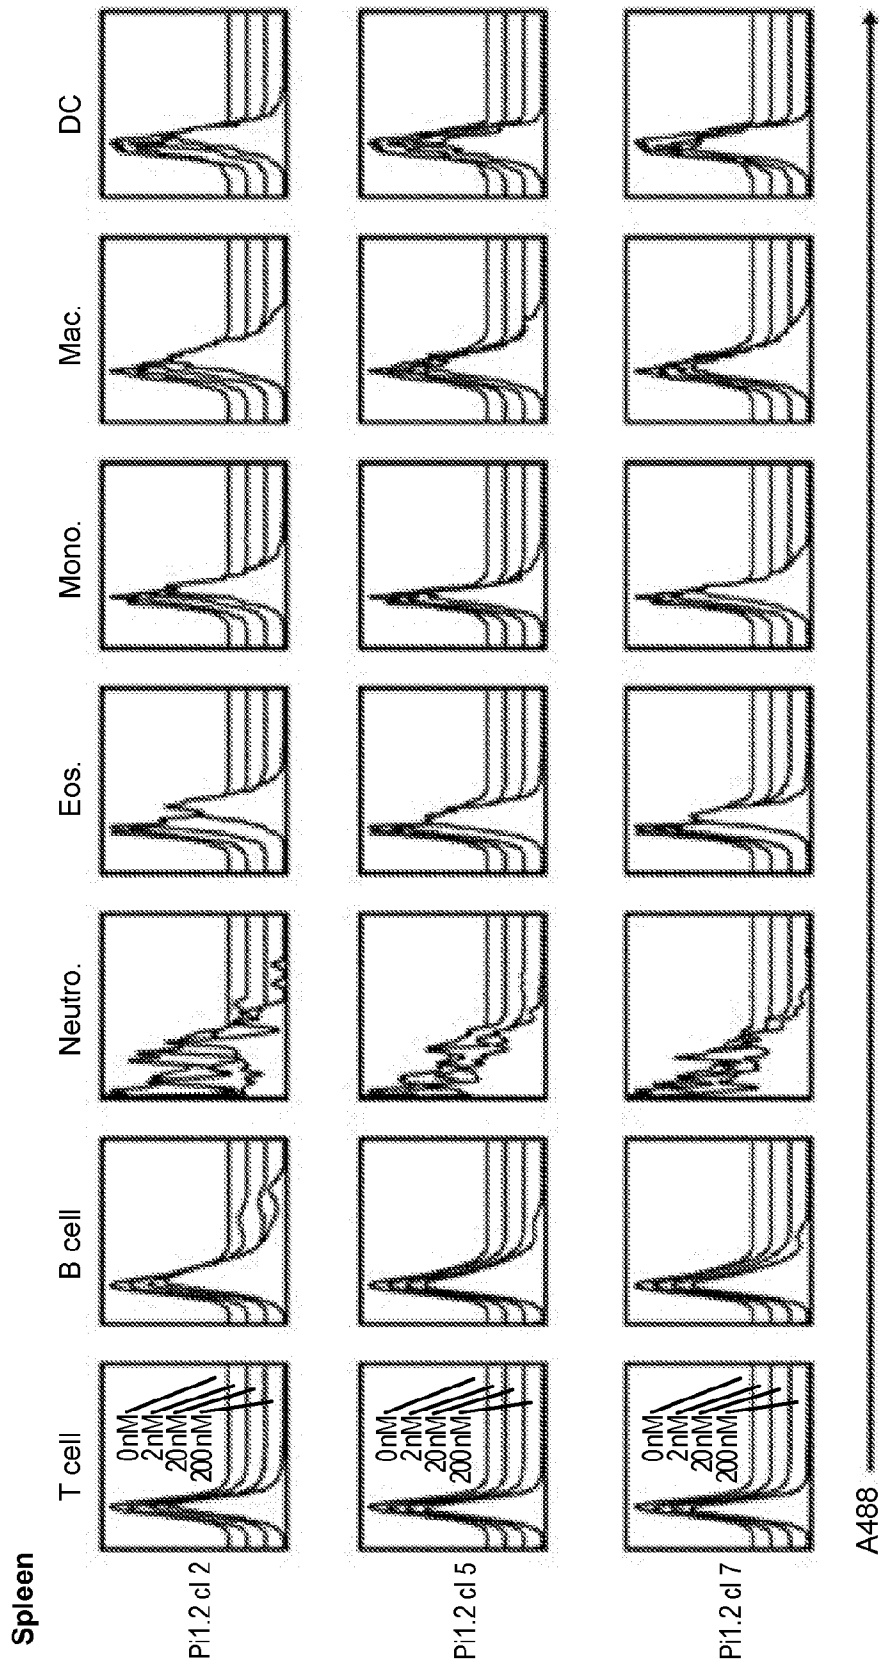 Spleen
T cell
B cell
Neutro.
Eos.
Mono.
Mac.
DC
Pi1.2 cl 2
0nM
2nM
20nM
200nM
Pi1.2 cl 5
0nM
2nM
20nM
200nM
Pi1.2 cl 7
0nM
2nM
20nM
200nM
A488